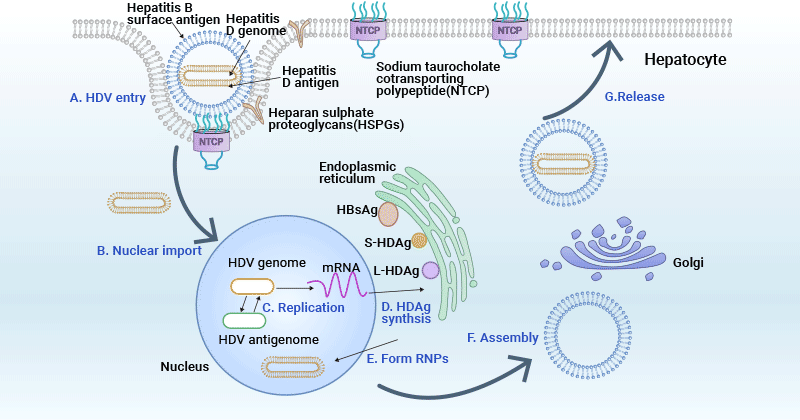 Hepatitis B
surface antigen
Hepatitis
D genome
NTCP
NTCP
Hepatocyte
Sodium taurocholate
cotransporting
polypeptide(NTCP)
Hepatitis
D antigen
A. HDV entry
G.Release
Heparan sulphate
proteoglycans(HSPGs)
NTCP
Endoplasmic
reticulum
HBsAg
S-HDAg
L-HDAg
B. Nuclear import
HDV genome
mRNA
Golgi
C. Replication
D. HDAg
synthsis
HDV antigenome
F. Assembly
E. Form RNPs
Nucleus